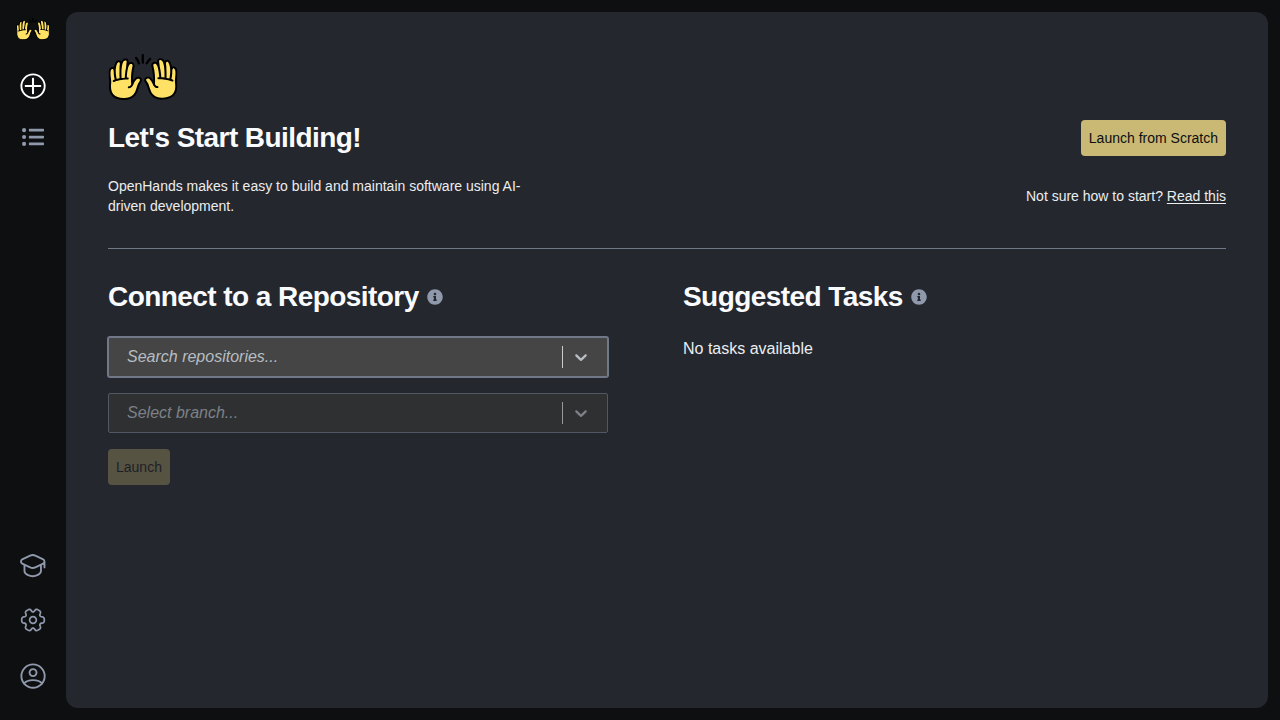 Let's Start Building!
Launch from Scratch
OpenHands makes it easy to build and maintain software using AI-
driven development.
Not sure how to start? Read this
Connect to a Repository
Search repositories...
Select branch...
Launch
Suggested Tasks
No tasks available